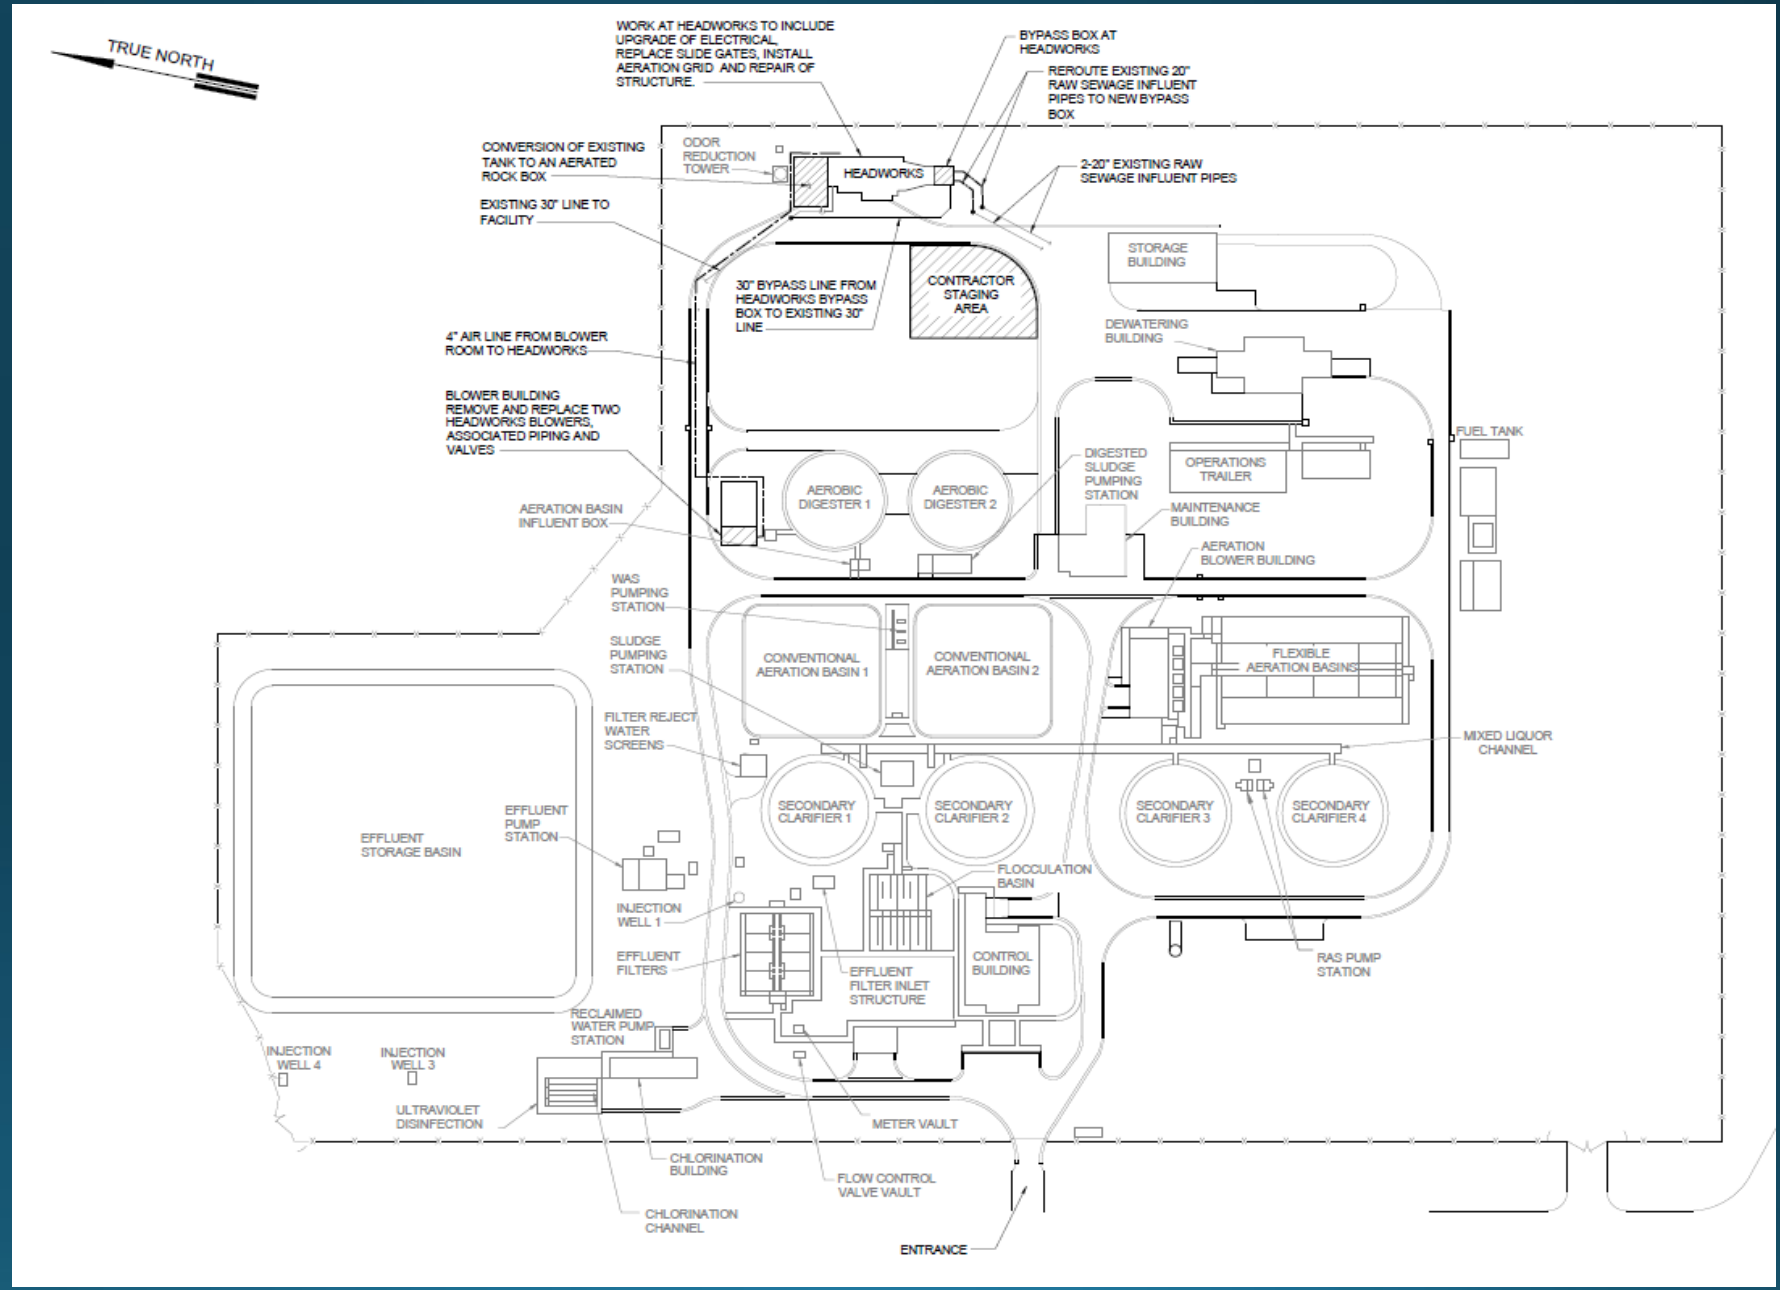 TRUE NORTH
WORK AT HEADWORKS TO INCLUDE
UPGRADE OF ELECTRICAL,
REPLACE SLIDE GATES, INSTALL
AERATION GRID AND REPAIR OF
STRUCTURE.
BYPASS BOX AT
HEADWORKS
REROUTE EXISTING 20"
RAW SEWAGE INFLUENT
PIPES TO NEW BYPASS
BOX
CONVERSION OF EXISTING
TANK TO AN AERATED
ROCK BOX
ODOR
REDUCTION
TOWER
HEADWORKS
2-20" EXISTING RAW
SEWAGE INFLUENT PIPES
EXISTING 30" LINE TO
FACILITY
STORAGE
BUILDING
30" BYPASS LINE FROM
HEADWORKS BYPASS
BOX TO EXISTING 30"
LINE
CONTRACTOR
STAGING
AREA
4" AIR LINE FROM BLOWER
ROOM TO HEADWORKS
DEWATERING
BUILDING
BLOWER BUILDING
REMOVE AND REPLACE TWO
HEADWORKS BLOWERS,
ASSOCIATED PIPING AND
VALVES
FUEL TANK
DIGESTED
SLUDGE
PUMPING
STATION
OPERATIONS
TRAILER
AEROBIC
DIGESTER 1
AEROBIC
DIGESTER 2
AERATION BASIN
INFLUENT BOX
MAINTENANCE
BUILDING
AERATION
BLOWER BUILDING
WAS
PUMPING
STATION
SLUDGE
PUMPING
STATION
CONVENTIONAL
AERATION BASIN 1
CONVENTIONAL
AERATION BASIN 2
FLEXIBLE
AERATION BASINS
FILTER REJECT
WATER
SCREENS
MIXED LIQUOR
CHANNEL
SECONDARY
CLARIFIER 1
SECONDARY
CLARIFIER 2
SECONDARY
CLARIFIER 3
SECONDARY
CLARIFIER 4
EFFLUENT
STORAGE BASIN
EFFLUENT
PUMP
STATION
FLOCCULATION
BASIN
INJECTION
WELL 1
EFFLUENT
FILTERS
EFFLUENT
FILTER INLET
STRUCTURE
CONTROL
BUILDING
RAS PUMP
STATION
RECLAIMED
WATER PUMP
STATION
INJECTION
WELL 4
INJECTION
WELL 3
ULTRAVIOLET
DISINFECTION
METER VAULT
CHLORINATION
BUILDING
FLOW CONTROL
VALVE VAULT
CHLORINATION
CHANNEL
ENTRANCE